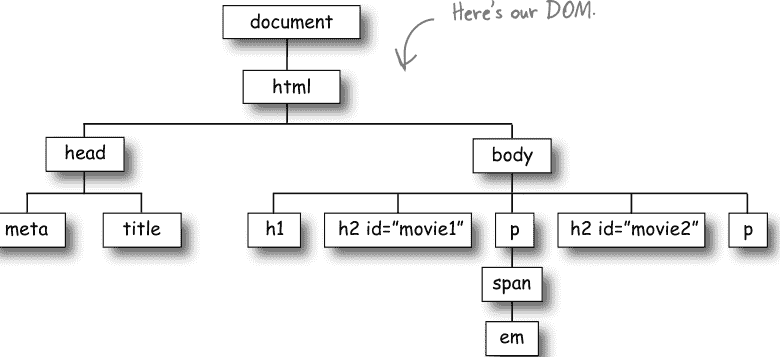 Here's our DOM.
document
html
head
body
meta
title
h1
h2 id="movie1"
p
h2 id="movie2"
p
span
em